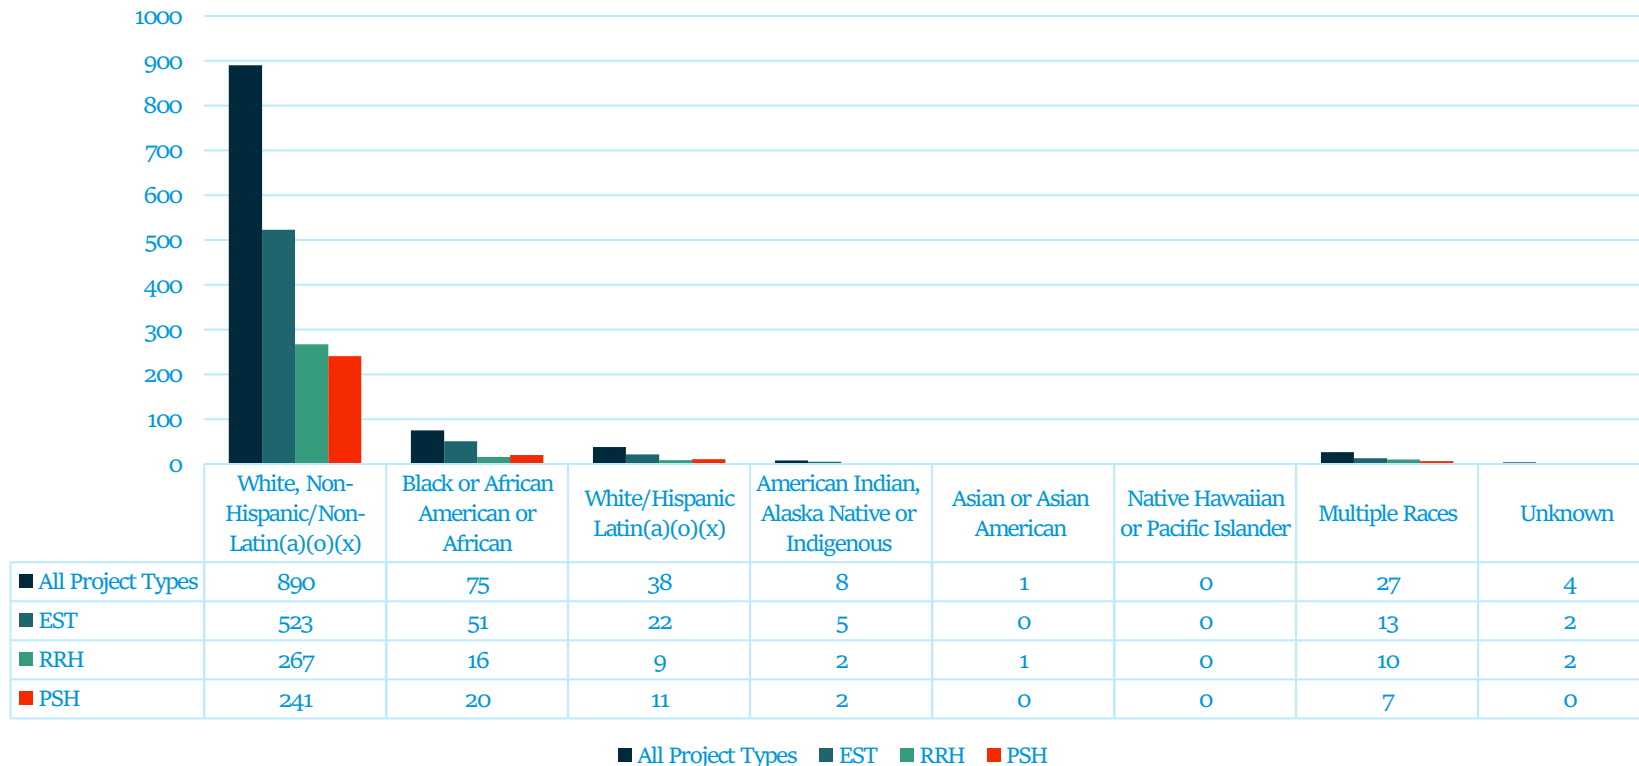 1000
900
800
700
600
500
400
300
200
100
0
White, Non-
Hispanic/Non-
Latin(a)(o)(x)
Black or African
American or
African
White/Hispanic
Latin(a)(o)(x)
American Indian,
Alaska Native or
Indigenous
Asian or Asian
American
Native Hawaiian
or Pacific Islander
Multiple Races
Unknown
All Project Types 890 75 38 8 1 0 27 4
EST 523 51 22 5 0 0 13 2
RRH 267 16 9 2 1 0 10 2
PSH 241 20 11 2 0 0 7 0
All Project Types EST RRH PSH